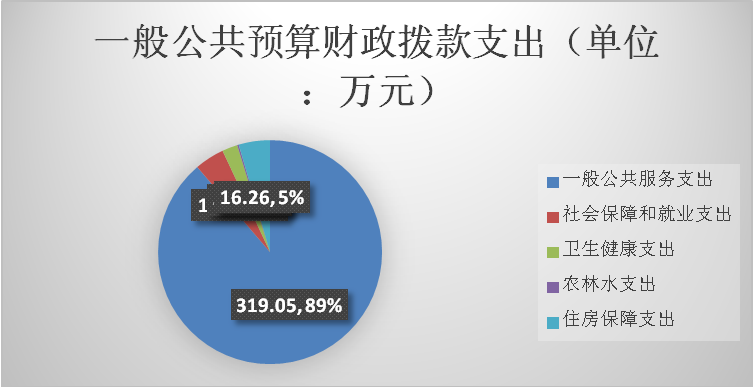 一般公共预算财政拨款支出（单位
：万元）
16.26,5%
319.05,89%
一般公共服务支出
社会保障和就业支出
卫生健康支出
农林水支出
住房保障支出